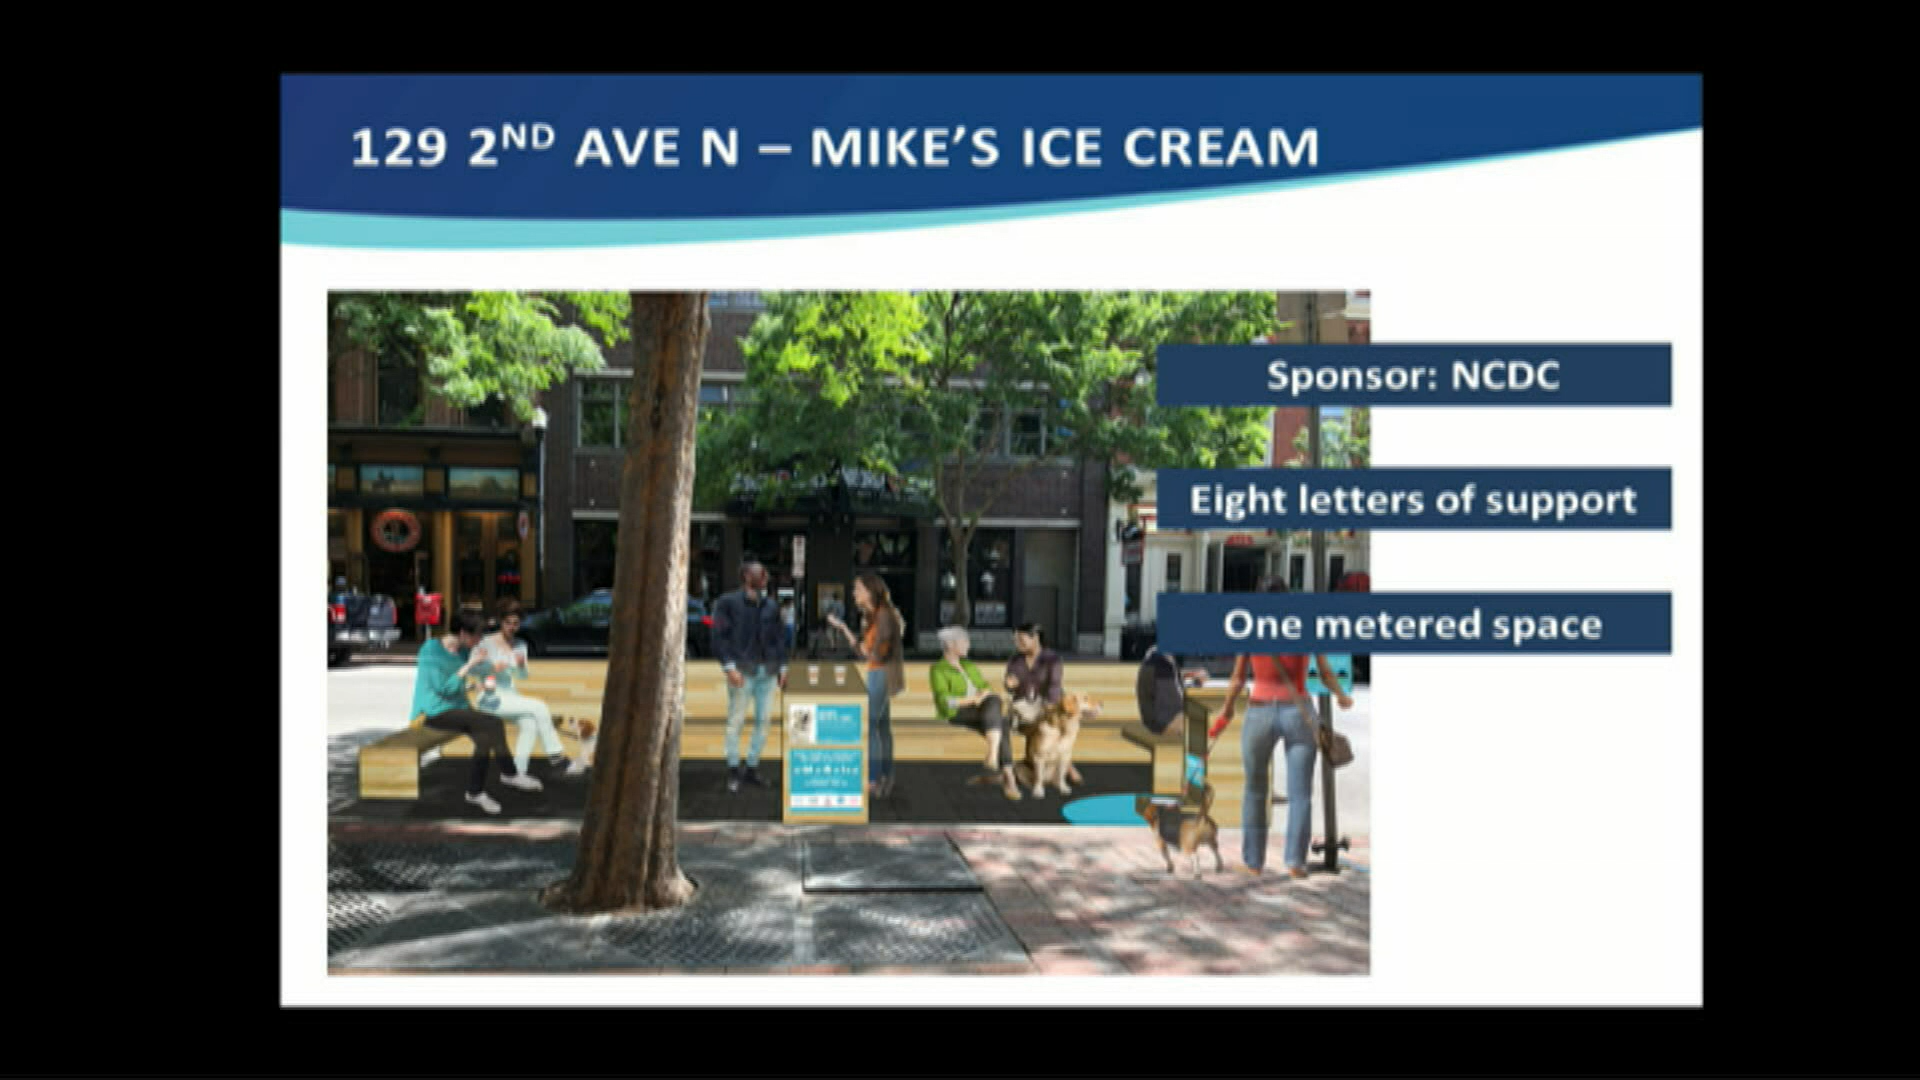 129 2ND AVE N – MIKE'S ICE CREAM
Sponsor: NCDC
Eight letters of support
One metered space